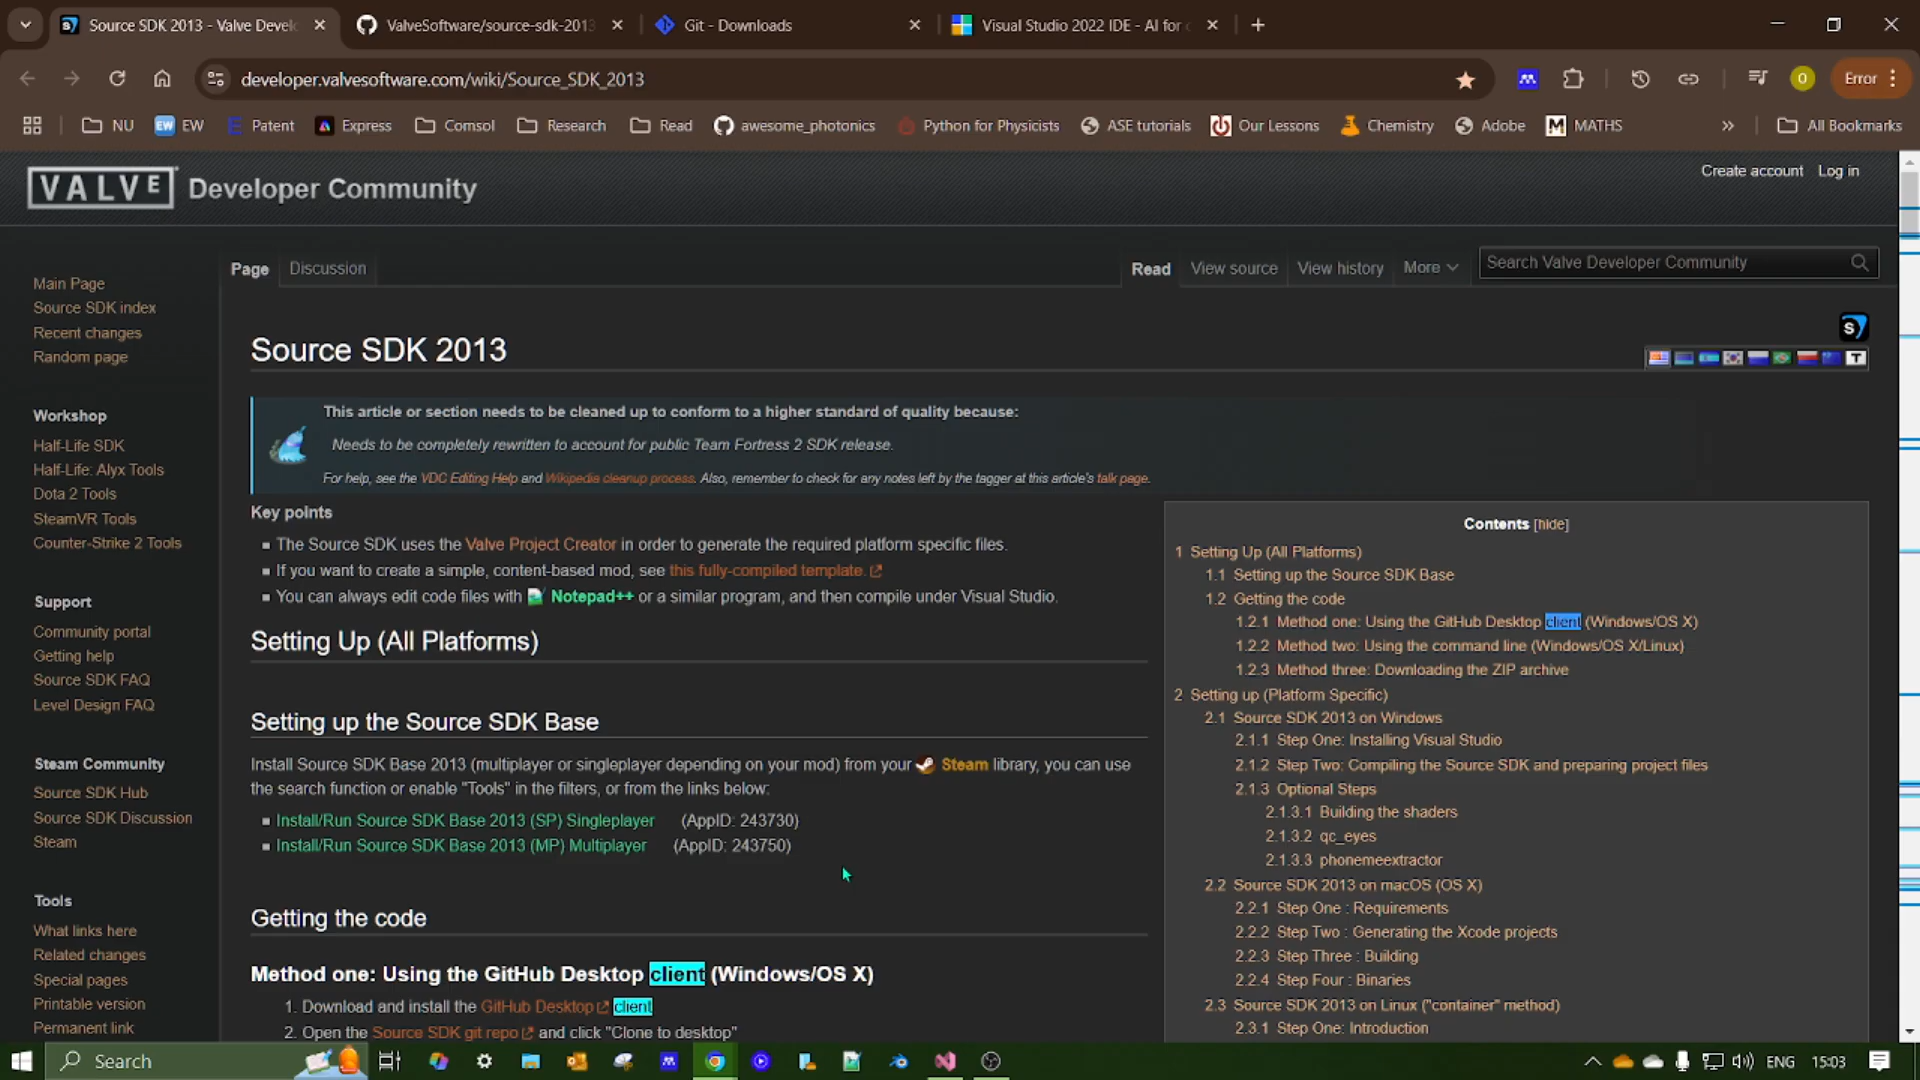 Source SDK 2013 - Valve Devel
ValveSoftware/source-sdk-2013
Git - Downloads
Visual Studio 2022 IDE - AI for c
developer.valvesoftware.com/wiki/Source_SDK_2013
0
Error
NU
EW EW
Patent
Express
Comsol
Research
Read
awesome_photonics
Python for Physicists
ASE tutorials
Our Lessons
Chemistry
Adobe
M MATHS
»
All Bookmarks
VALVE Developer Community
Create account Log in
Page Discussion
Read View source View history More
Search Valve Developer Community
Main Page
Source SDK index
Recent changes
Random page
Workshop
Half-Life SDK
Half-Life: Alyx Tools
Dota 2 Tools
SteamVR Tools
Counter-Strike 2 Tools
Support
Community portal
Getting help
Source SDK FAQ
Level Design FAQ
Steam Community
Source SDK Hub
Source SDK Discussion
Steam
Tools
What links here
Related changes
Special pages
Printable version
Permanent link
Source SDK 2013
T
This article or section needs to be cleaned up to conform to a higher standard of quality because:
Needs to be completely rewritten to account for public Team Fortress 2 SDK release.
For help, see the VDC Editing Help and Wikipedia cleanup process. Also, remember to check for any notes left by the tagger at this article's talk page.
Key points
The Source SDK uses the Valve Project Creator in order to generate the required platform specific files.
If you want to create a simple, content-based mod, see this fully-compiled template.
You can always edit code files with Notepad++ or a similar program, and then compile under Visual Studio.
Setting Up (All Platforms)
Setting up the Source SDK Base
Install Source SDK Base 2013 (multiplayer or singleplayer depending on your mod) from your Steam library, you can use
the search function or enable "Tools" in the filters, or from the links below:
Install/Run Source SDK Base 2013 (SP) Singleplayer (AppID: 243730)
Install/Run Source SDK Base 2013 (MP) Multiplayer (AppID: 243750)
Getting the code
Method one: Using the GitHub Desktop client (Windows/OS X)
1. Download and install the GitHub Desktop client
2. Open the Source SDK git repo and click "Clone to desktop"
Contents [hide]
1 Setting Up (All Platforms)
1.1 Setting up the Source SDK Base
1.2 Getting the code
1.2.1 Method one: Using the GitHub Desktop client (Windows/OS X)
1.2.2 Method two: Using the command line (Windows/OS X/Linux)
1.2.3 Method three: Downloading the ZIP archive
2 Setting up (Platform Specific)
2.1 Source SDK 2013 on Windows
2.1.1 Step One: Installing Visual Studio
2.1.2 Step Two: Compiling the Source SDK and preparing project files
2.1.3 Optional Steps
2.1.3.1 Building the shaders
2.1.3.2 qc_eyes
2.1.3.3 phonemeextractor
2.2 Source SDK 2013 on macOS (OS X)
2.2.1 Step One : Requirements
2.2.2 Step Two : Generating the Xcode projects
2.2.3 Step Three : Building
2.2.4 Step Four : Binaries
2.3 Source SDK 2013 on Linux ("container" method)
2.3.1 Step One: Introduction
Search
ENG
15:03